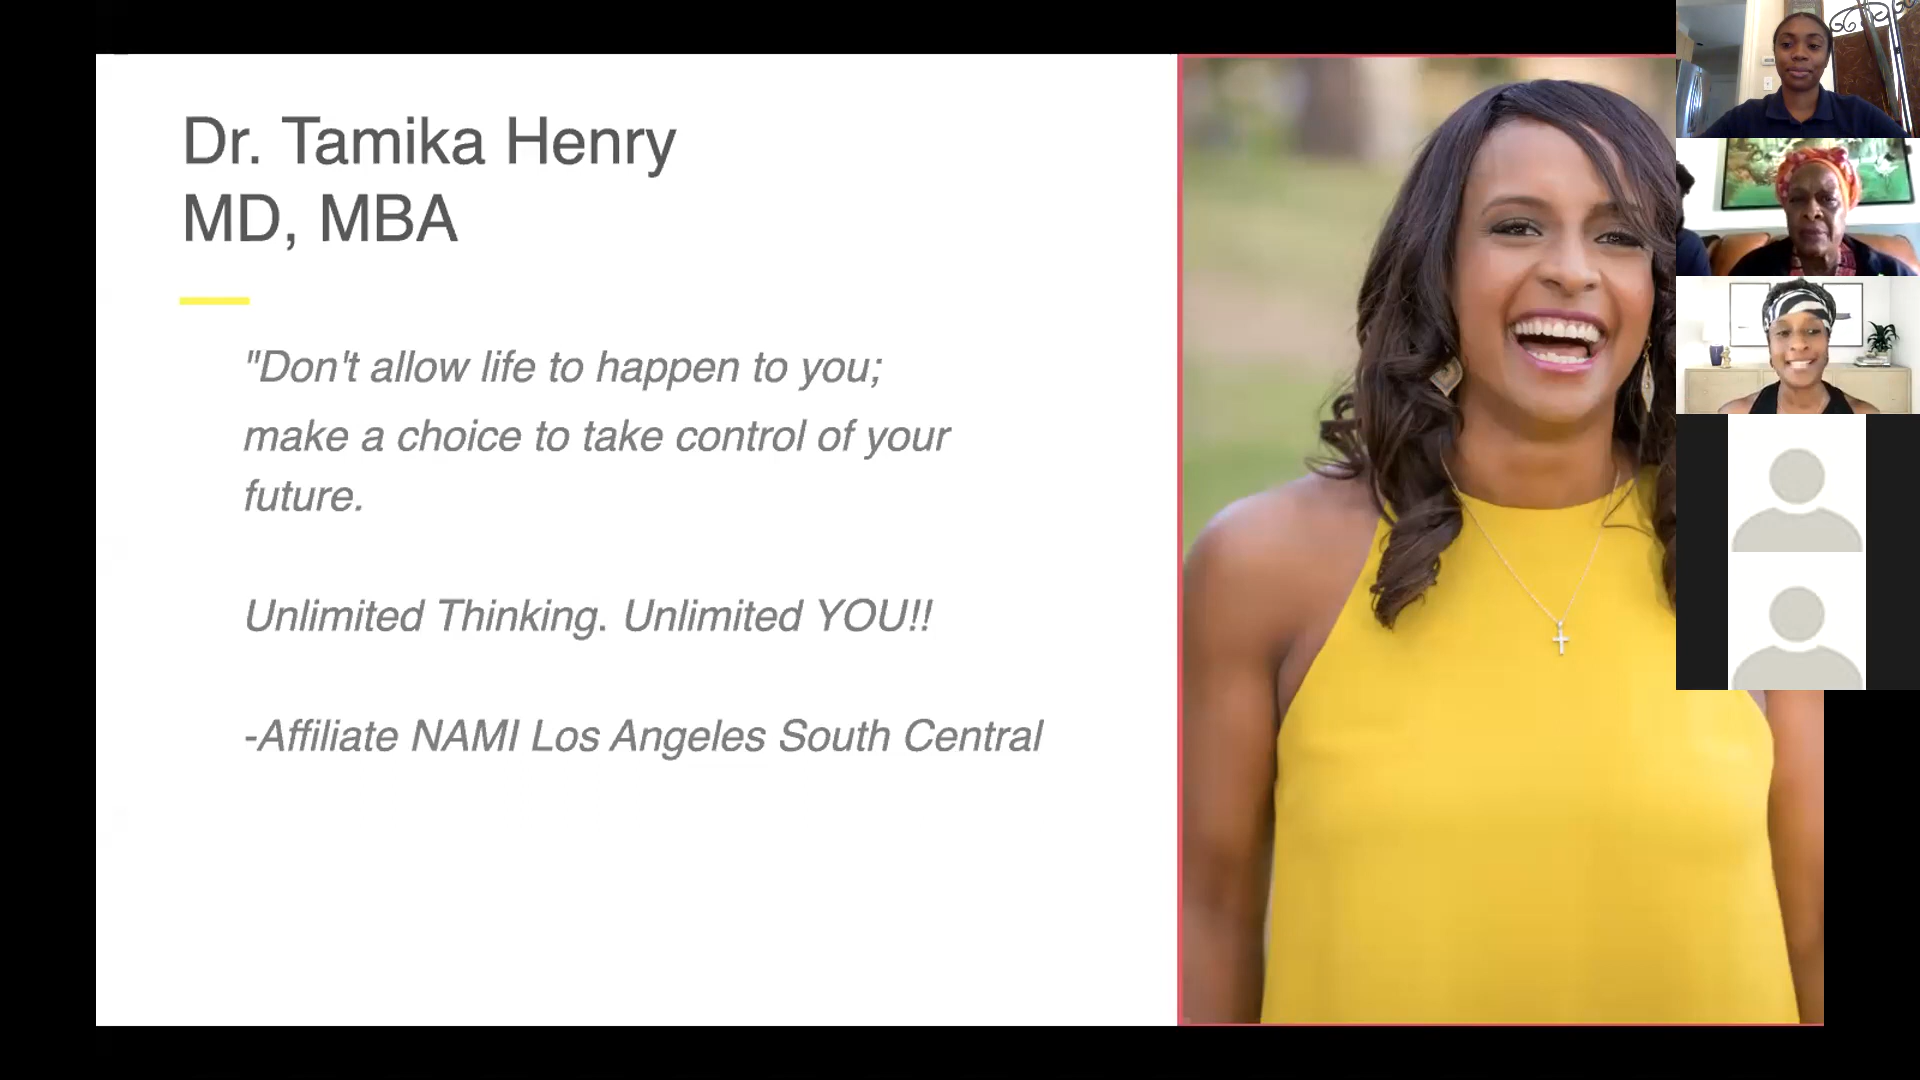 Dr. Tamika Henry
MD, MBA
"Don't allow life to happen to you;
make a choice to take control of your
future.
Unlimited Thinking. Unlimited YOU!!
-Affiliate NAMI Los Angeles South Central